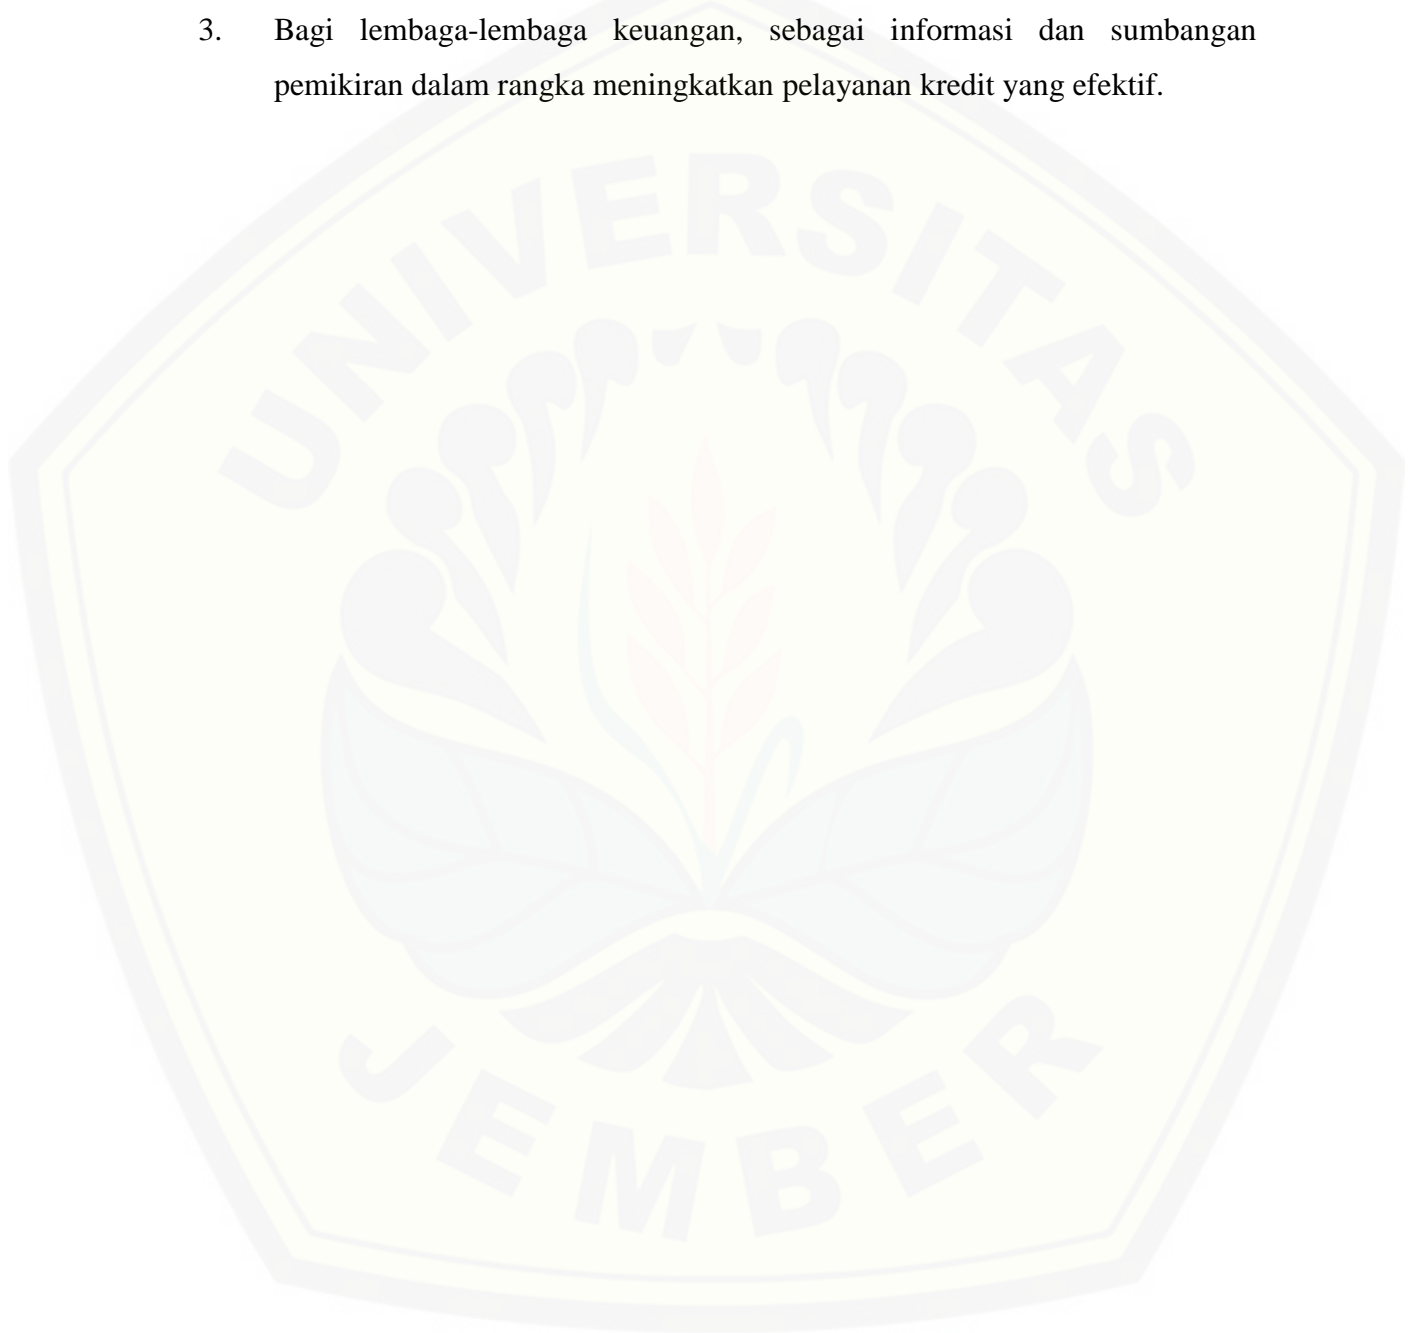 3. Bagi lembaga-lembaga keuangan, sebagai informasi dan sumbangan
pemikiran dalam rangka meningkatkan pelayanan kredit yang efektif.
UNIVERSITAS
JEMBER